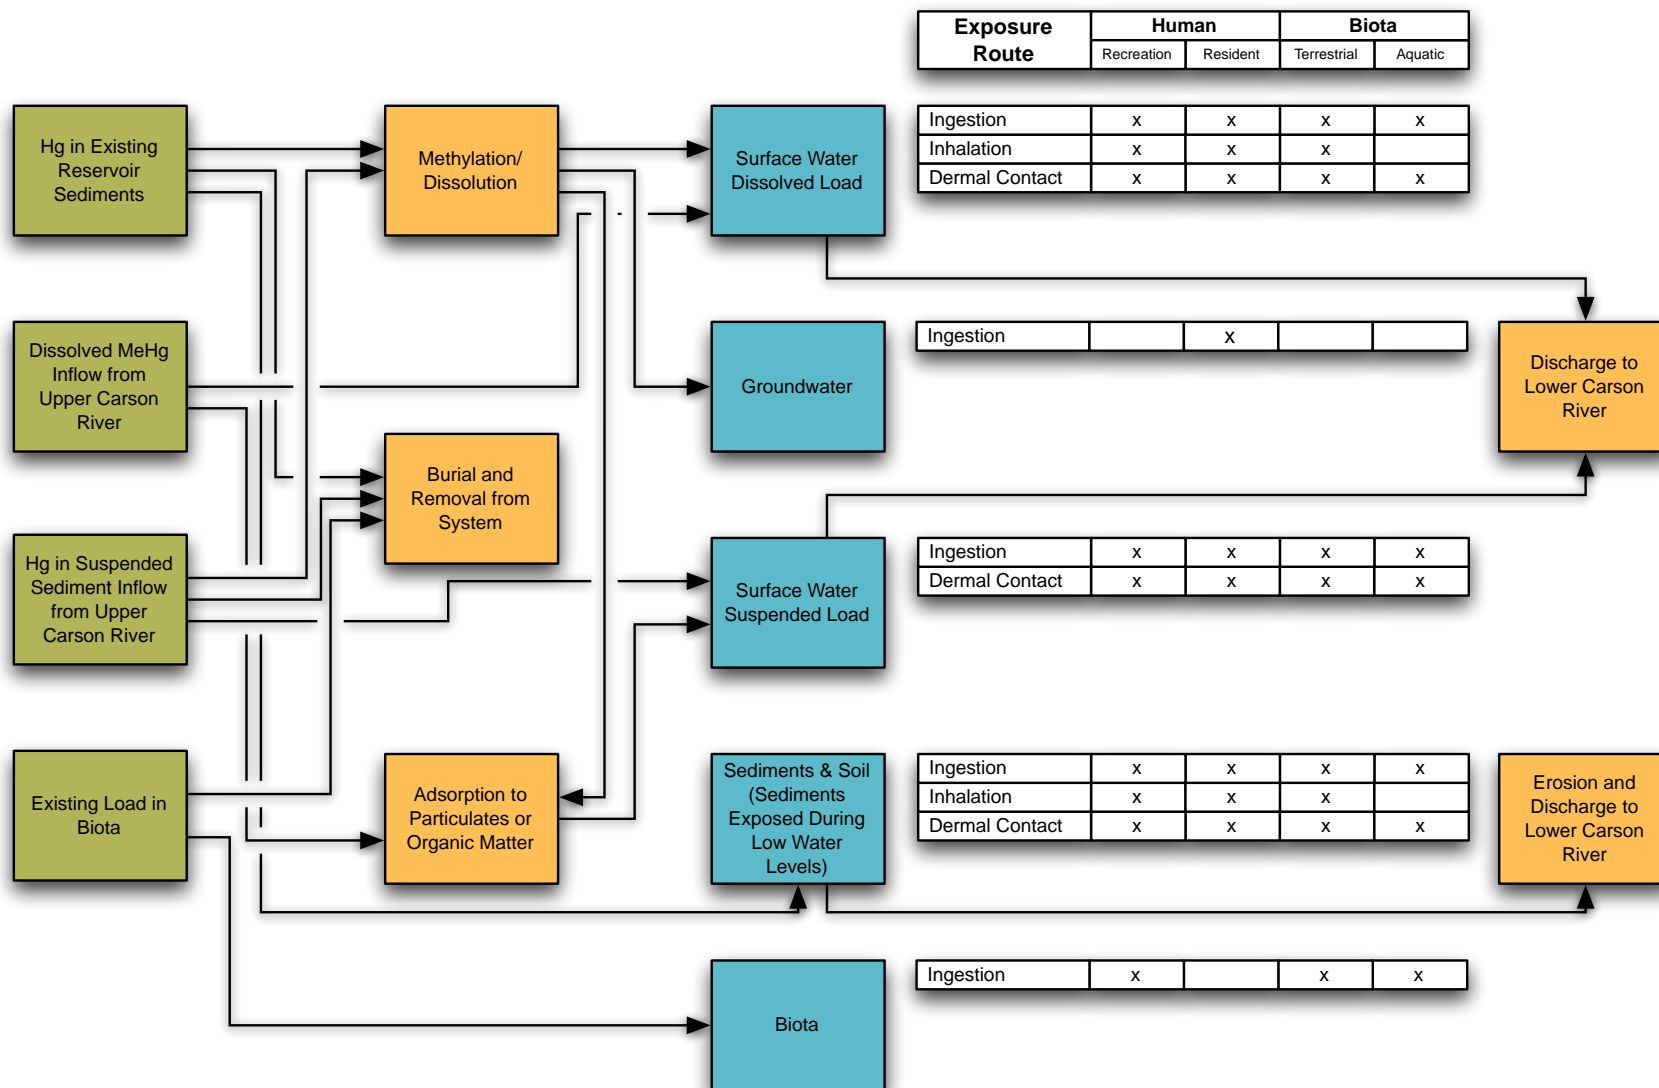 Exposure
Route
Human
Biota
Recreation
Resident
Terrestrial
Aquatic
Hg in Existing
Reservoir
Sediments
Methylation/
Dissolution
Surface Water
Dissolved Load
Ingestion x x x x
Inhalation x x x
Dermal Contact x x x x
Dissolved MeHg
Inflow from
Upper Carson
River
Groundwater
Ingestion x
Discharge to
Lower Carson
River
Burial and
Removal from
System
Hg in Suspended
Sediment Inflow
from Upper
Carson River
Surface Water
Suspended Load
Ingestion x x x x
Dermal Contact x x x x
Existing Load in
Biota
Adsorption to
Particulates or
Organic Matter
Sediments & Soil
(Sediments
Exposed During
Low Water
Levels)
Ingestion x x x x
Inhalation x x x
Dermal Contact x x x x
Erosion and
Discharge to
Lower Carson
River
Biota
Ingestion x x x